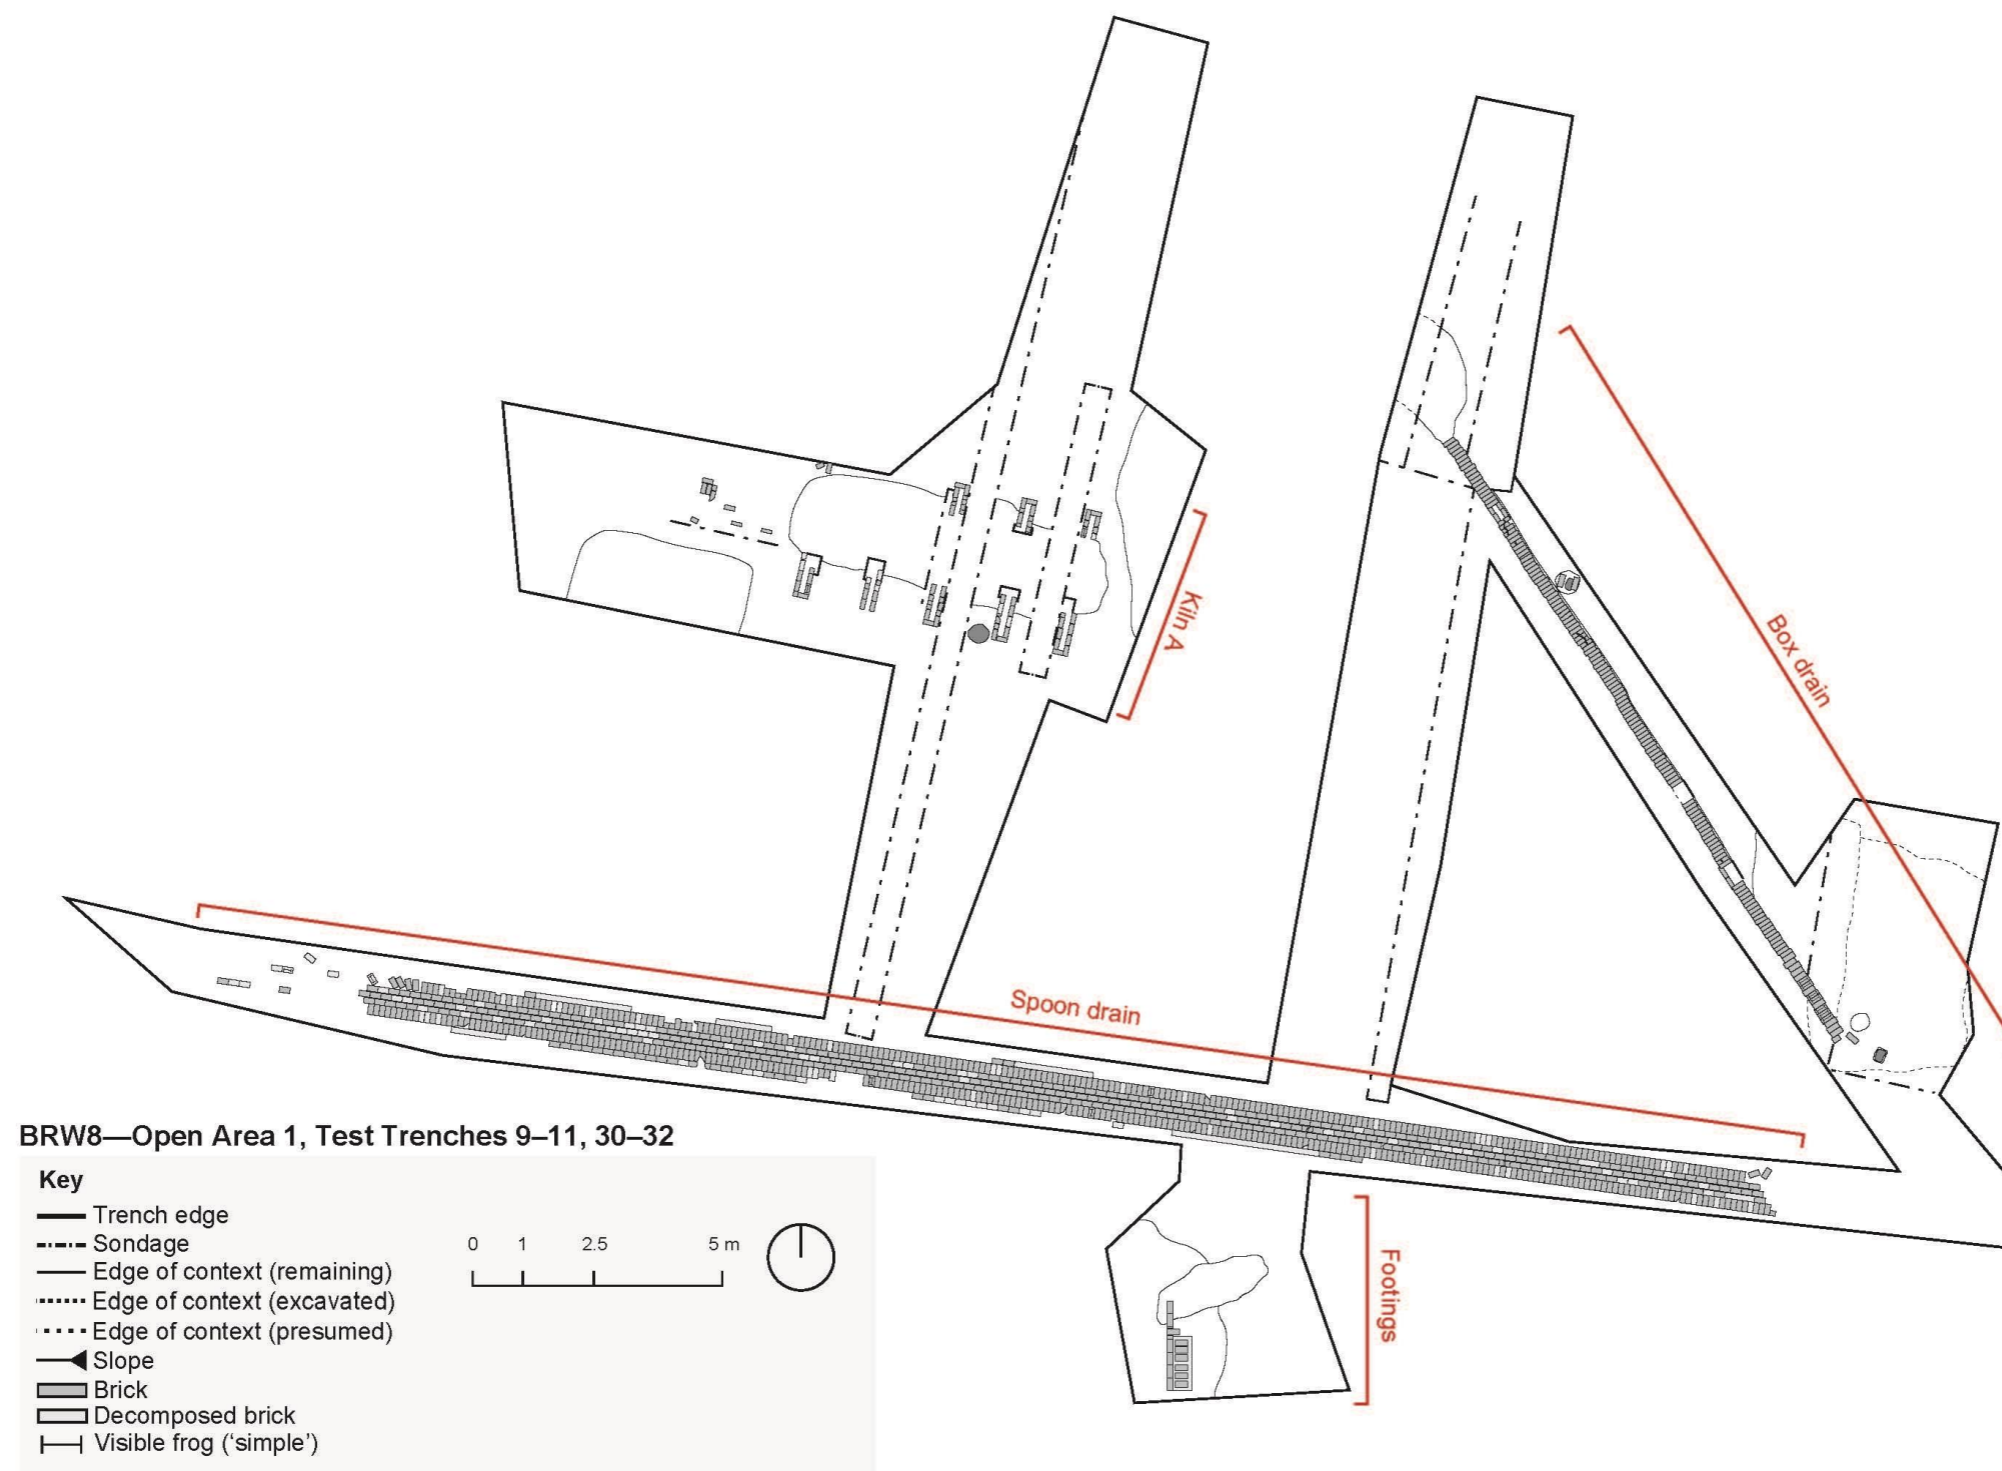 Kiln A
Box drain
Spoon drain
Footings
BRW8—Open Area 1, Test Trenches 9–11, 30–32
Key
Trench edge
Sondage
Edge of context (remaining)
Edge of context (excavated)
Edge of context (presumed)
Slope
Brick
Decomposed brick
Visible frog (‘simple’)
0 1 2.5 5 m